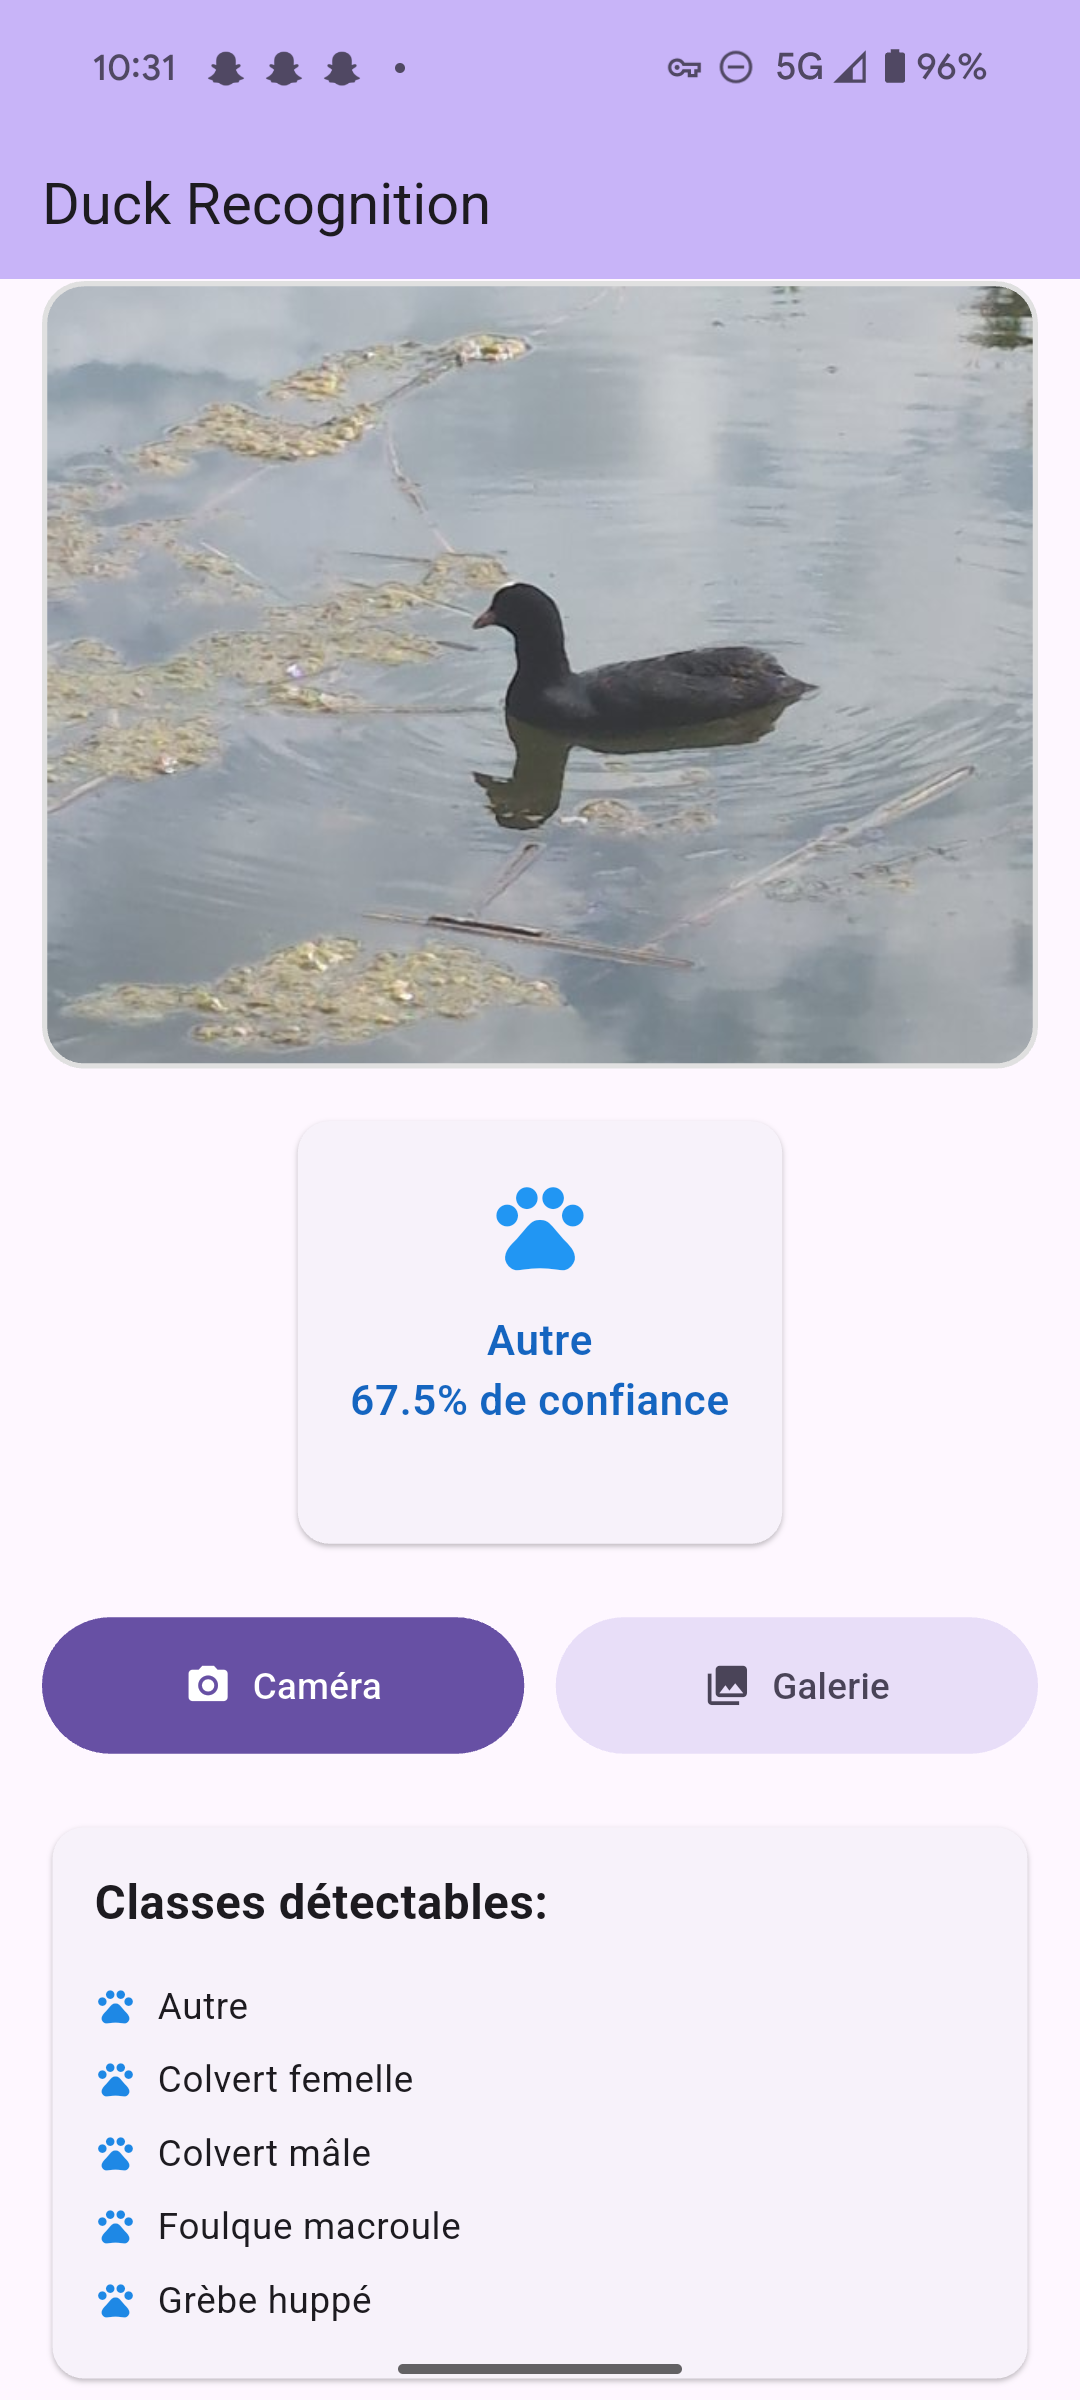 10:31 5G 96%
Duck Recognition
Autre
67.5% de confiance
Caméra Galerie
Classes détectables:
Autre
Colvert femelle
Colvert mâle
Foulque macroule
Grèbe huppé